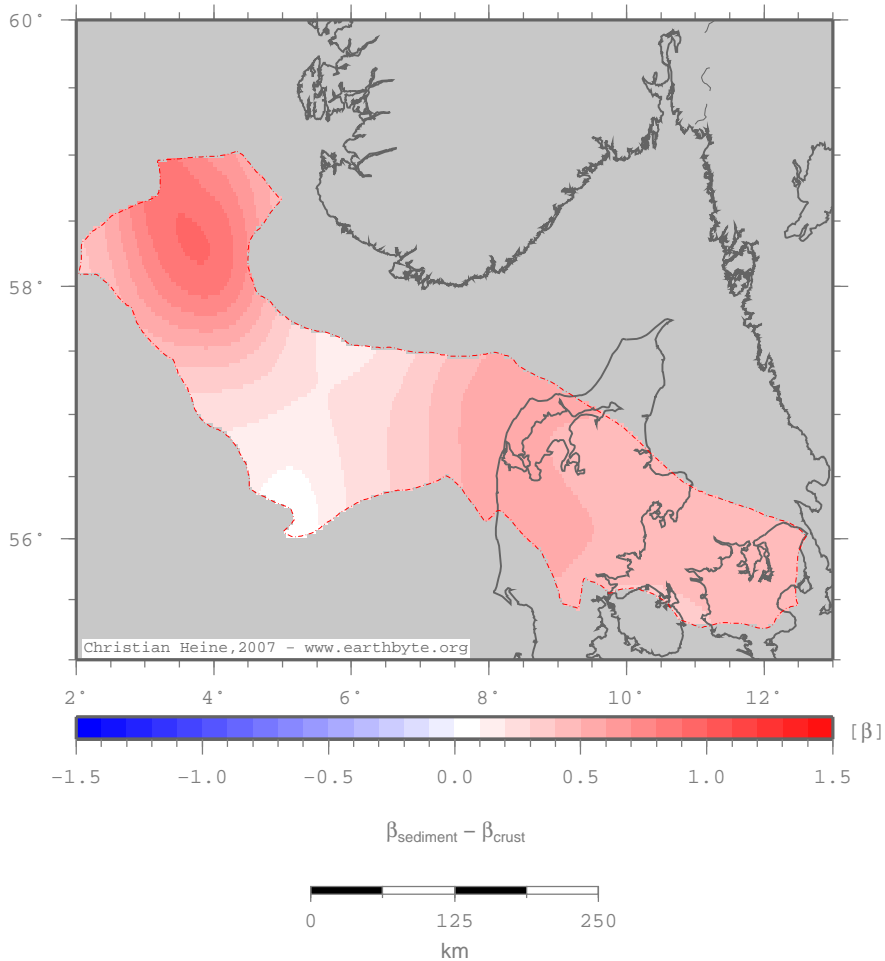 60°
58°
56°
Christian Heine,2007 - www.earthbyte.org
2° 4° 6° 8° 10° 12°
[β]
-1.5 -1.0 -0.5 0.0 0.5 1.0 1.5
βsediment − βcrust
0 125 250
km